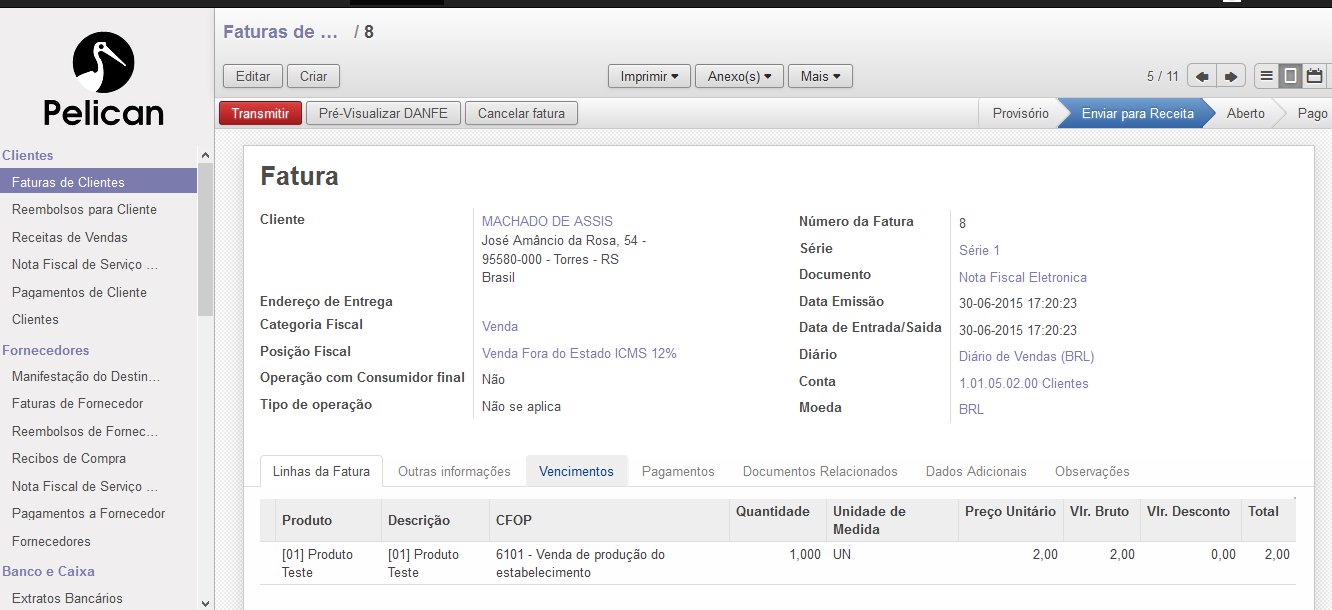 Pelican
Clientes
Faturas de Clientes
Reembolsos para Cliente
Receitas de Vendas
Nota Fiscal de Serviço ...
Pagamentos de Cliente
Clientes
Fornecedores
Manifestação do Destin...
Faturas de Fornecedor
Reembolsos de Fornec...
Recibos de Compra
Nota Fiscal de Serviço ...
Pagamentos a Fornecedor
Fornecedores
Banco e Caixa
Extratos Bancários
Faturas de ... / 8
Editar Criar Imprimir Anexo(s) Mais 5 / 11
Transmitir Pré-Visualizar DANFE Cancelar fatura Provisório Enviar para Receita Aberto Pago
Fatura
Cliente MACHADO DE ASSIS
José Amâncio da Rosa, 54 -
95580-000 - Torres - RS
Brasil
Endereço de Entrega
Categoria Fiscal Venda
Posição Fiscal Venda Fora do Estado ICMS 12%
Operação com Consumidor final Não
Tipo de operação Não se aplica
Número da Fatura 8
Série Série 1
Documento Nota Fiscal Eletronica
Data Emissão 30-06-2015 17:20:23
Data de Entrada/Saida 30-06-2015 17:20:23
Diário Diário de Vendas (BRL)
Conta 1.01.05.02.00 Clientes
Moeda BRL
Linhas da Fatura Outras informações Vencimentos Pagamentos Documentos Relacionados Dados Adicionais Observações
Produto Descrição CFOP Quantidade Unidade de Preço Unitário Vlr. Bruto Vlr. Desconto Total
Medida
[01] Produto [01] Produto 6101 - Venda de produção do 1,000 UN 2,00 2,00 0,00 2,00
Teste Teste estabelecimento